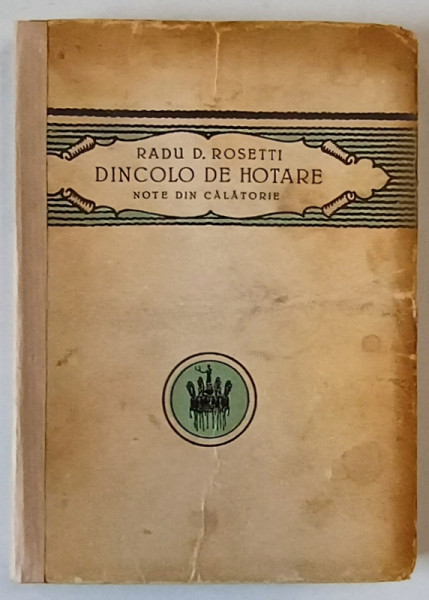 RADU D. ROSETTI
DINCOLO DE HOTARE
NOTE DIN CĂLĂTORIE